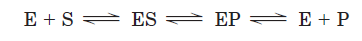 E + S ⇌ ES ⇌ EP ⇌ E + P